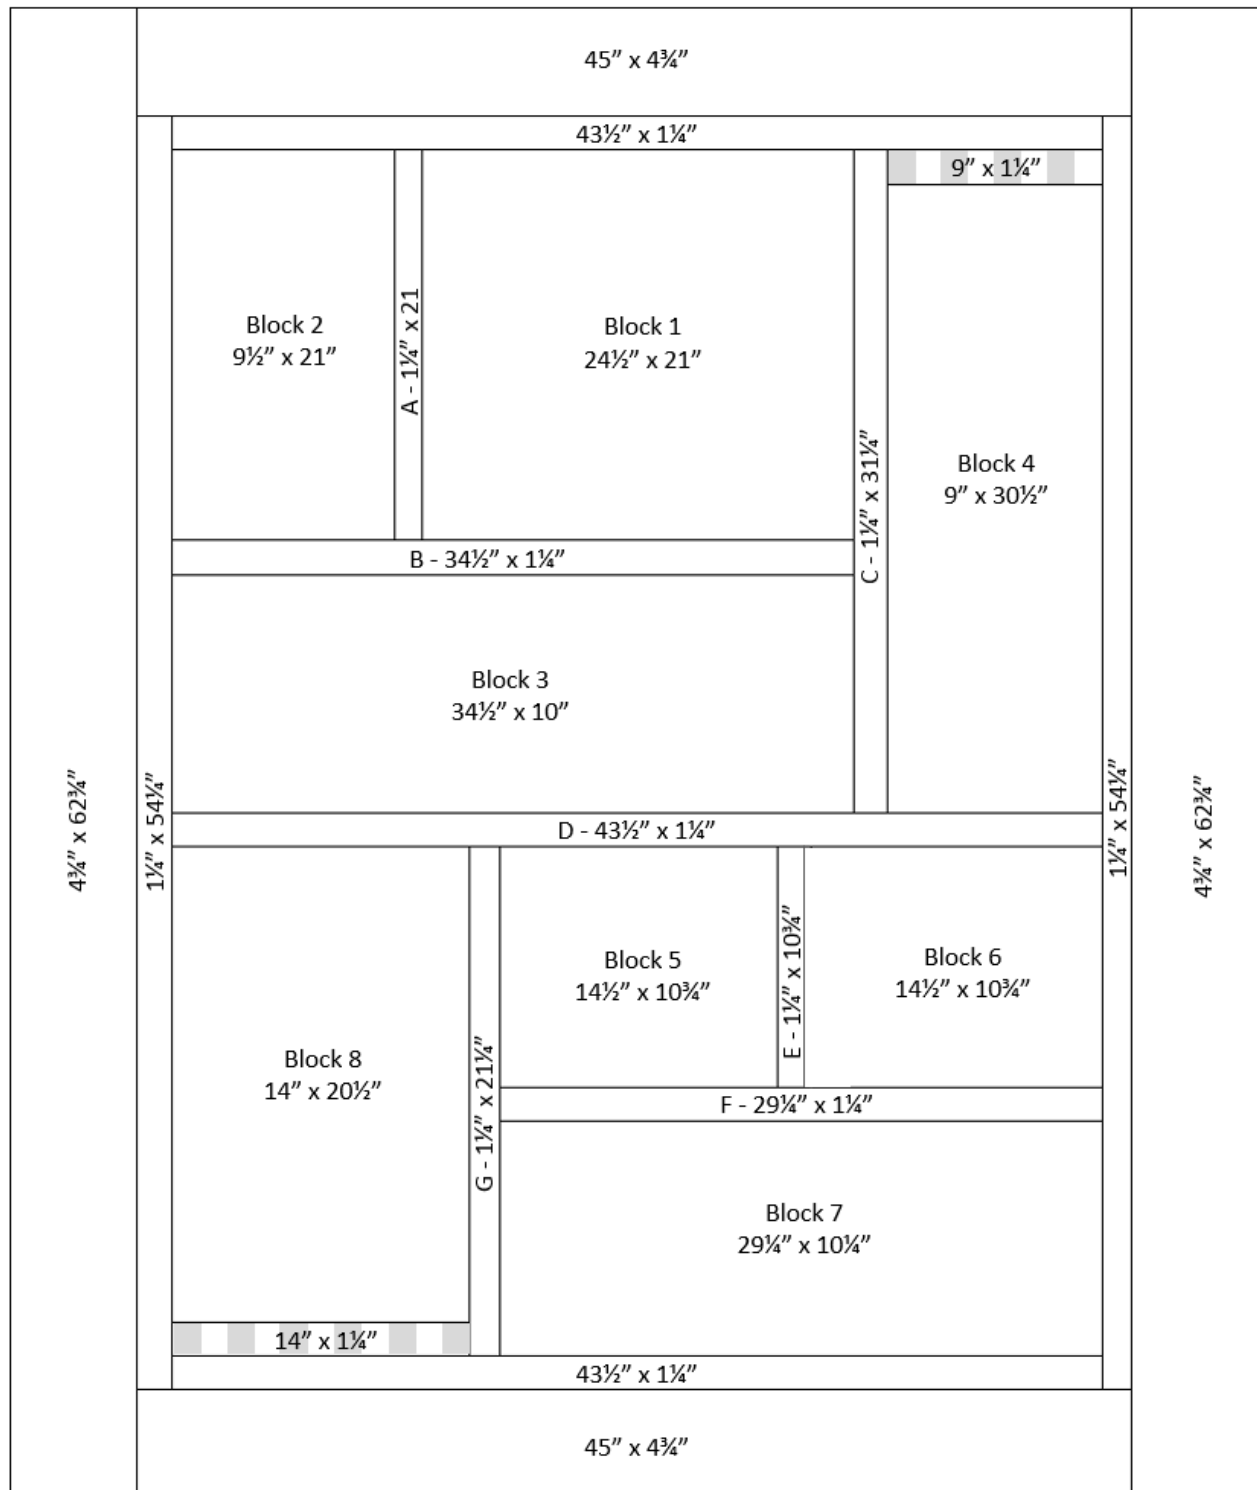 45” x 4¾”
43½” x 1¼”
9” x 1¼”
Block 2
9½” x 21”
A - 1¼” x 21
Block 1
24½” x 21”
C - 1¼” x 31¼”
Block 4
9” x 30½”
B - 34½” x 1¼”
Block 3
34½” x 10”
4¾” x 62¾”
1¼” x 54¼”
D - 43½” x 1¼”
1¼” x 54¼”
4¾” x 62¾”
Block 8
14” x 20½”
G - 1¼” x 21¼”
Block 5
14½” x 10¾”
E - 1¼” x 10¾”
Block 6
14½” x 10¾”
F - 29¼” x 1¼”
Block 7
29¼” x 10¼”
14” x 1¼”
43½” x 1¼”
45” x 4¾”